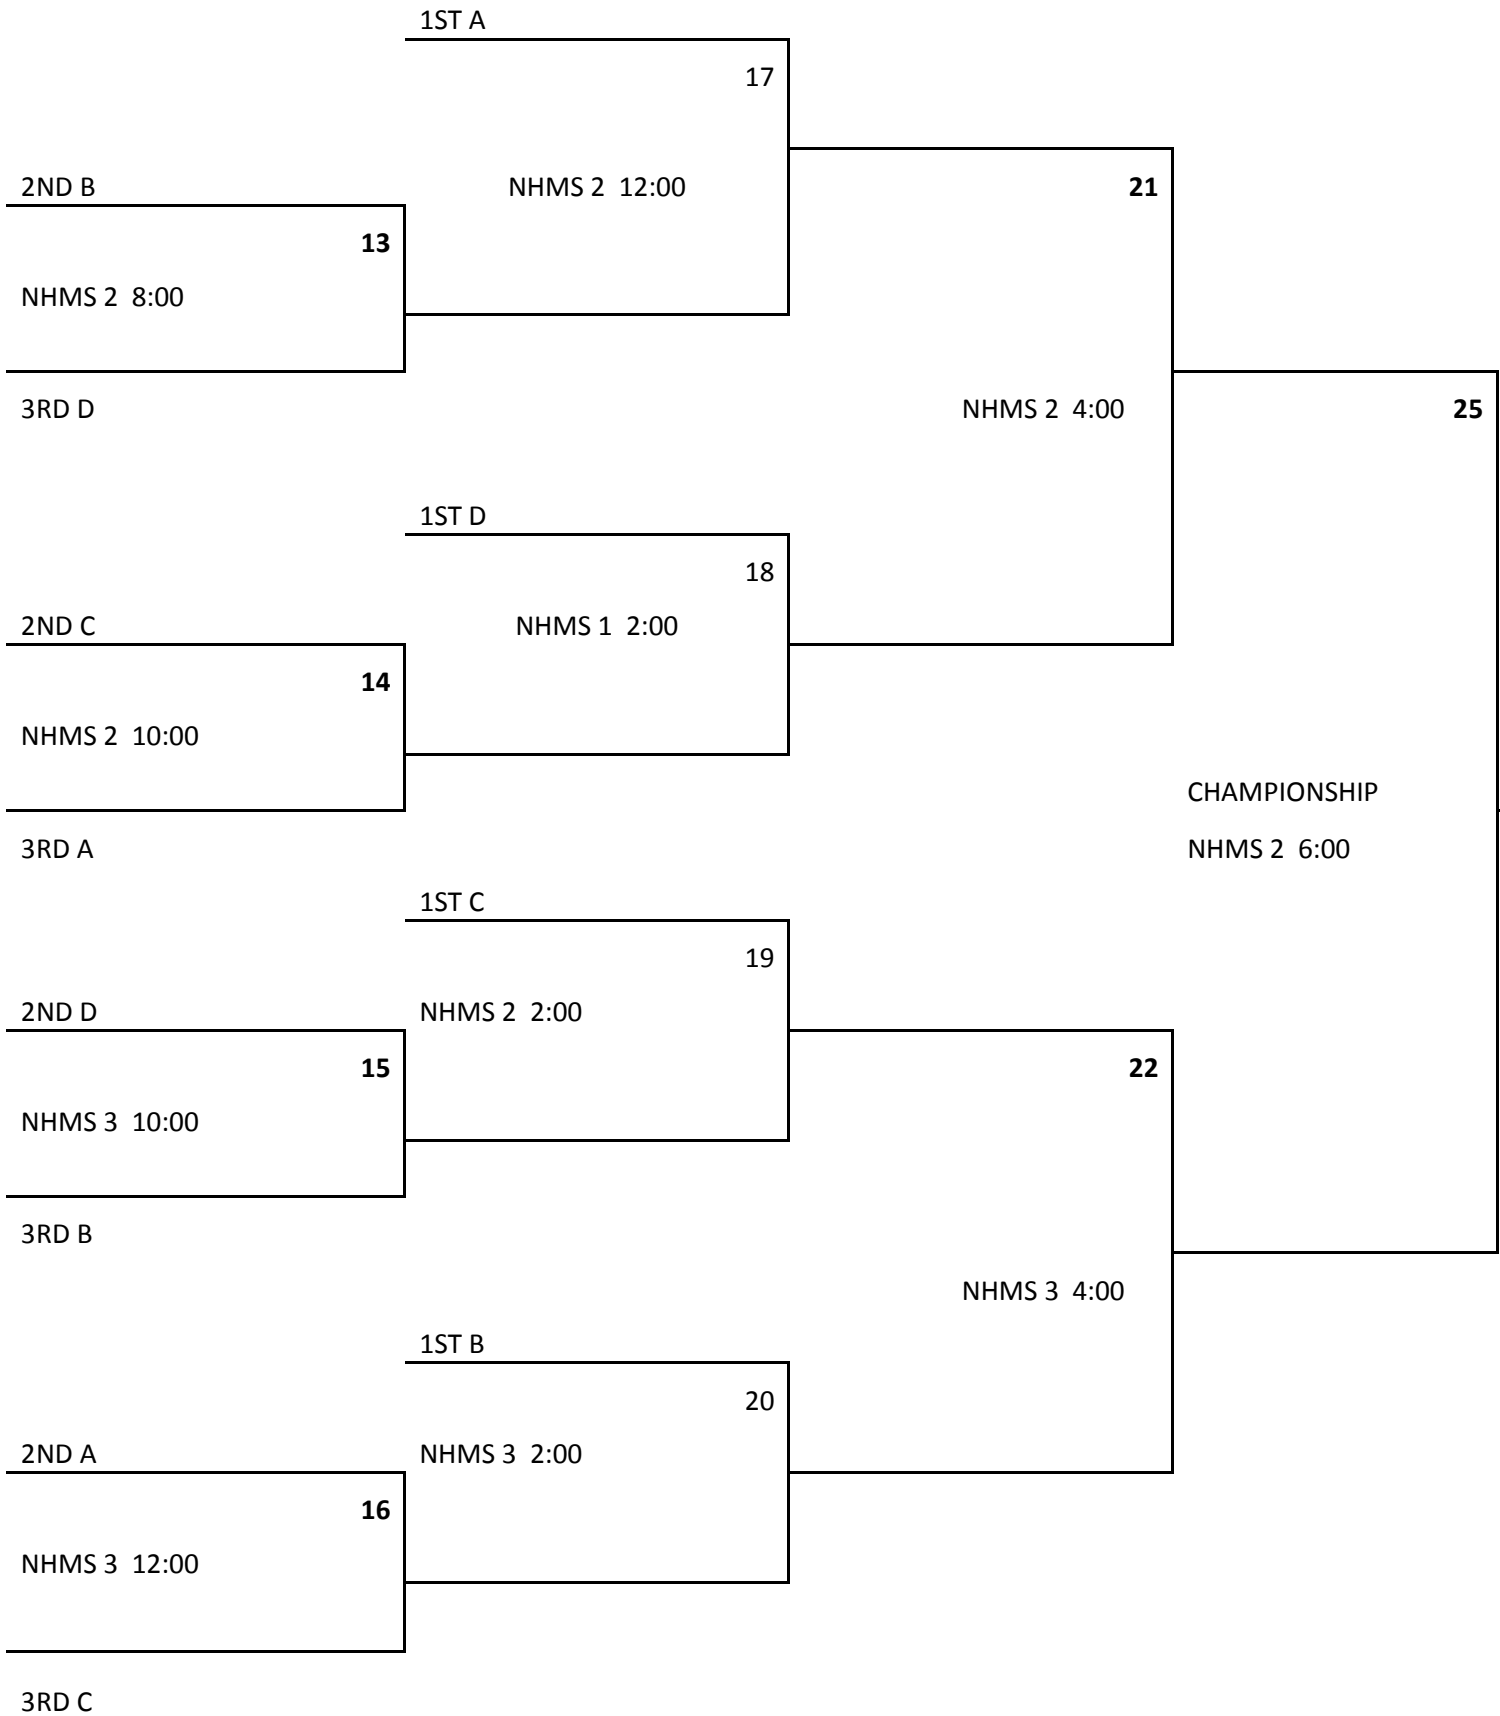 1ST A
17
2ND B
NHMS 2 12:00
21
13
NHMS 2 8:00
3RD D
NHMS 2 4:00
25
1ST D
18
2ND C
NHMS 1 2:00
14
NHMS 2 10:00
CHAMPIONSHIP
3RD A
NHMS 2 6:00
1ST C
19
2ND D
NHMS 2 2:00
15
22
NHMS 3 10:00
3RD B
NHMS 3 4:00
1ST B
20
2ND A
NHMS 3 2:00
16
NHMS 3 12:00
3RD C